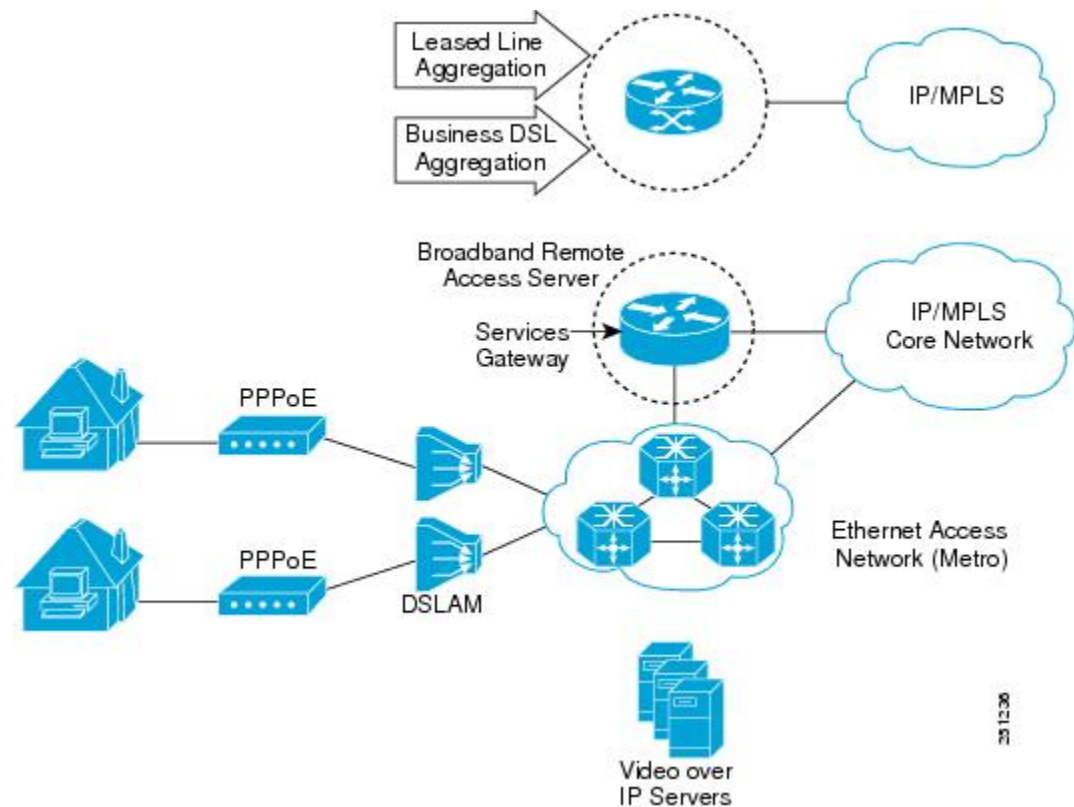 Leased Line
Aggregation
IP/MPLS
Business DSL
Aggregation
Broadband Remote
Access Server
IP/MPLS
Core Network
Services
Gateway
PPPoE
Ethernet Access
Network (Metro)
PPPoE
DSLAM
Video over
IP Servers
251236